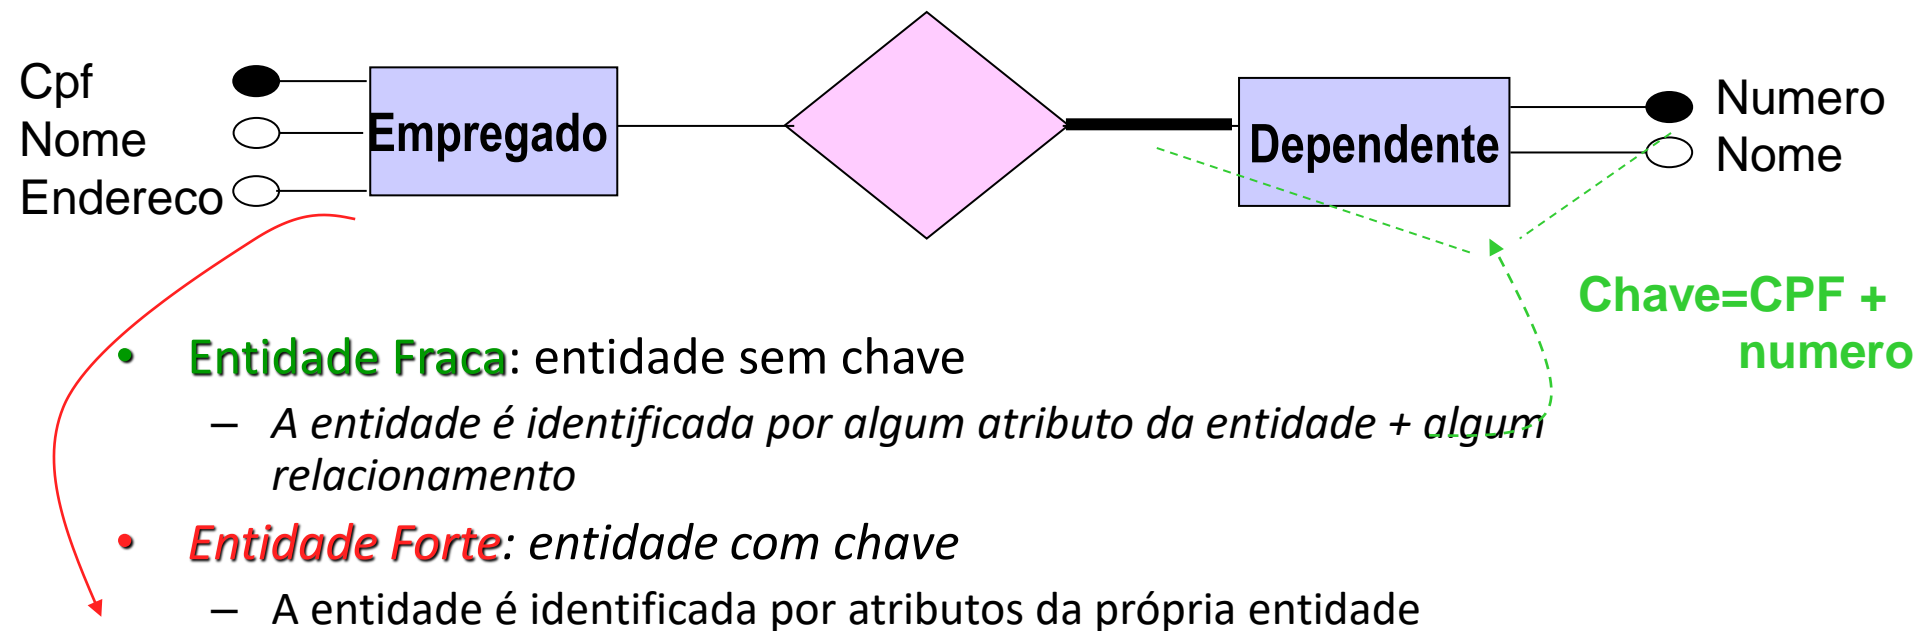 Cpf
Nome
Endereco
Empregado
Dependente
Numero
Nome
Chave=CPF +
numero
• Entidade Fraca: entidade sem chave
– A entidade é identificada por algum atributo da entidade + algum
relacionamento
• Entidade Forte: entidade com chave
– A entidade é identificada por atributos da própria entidade